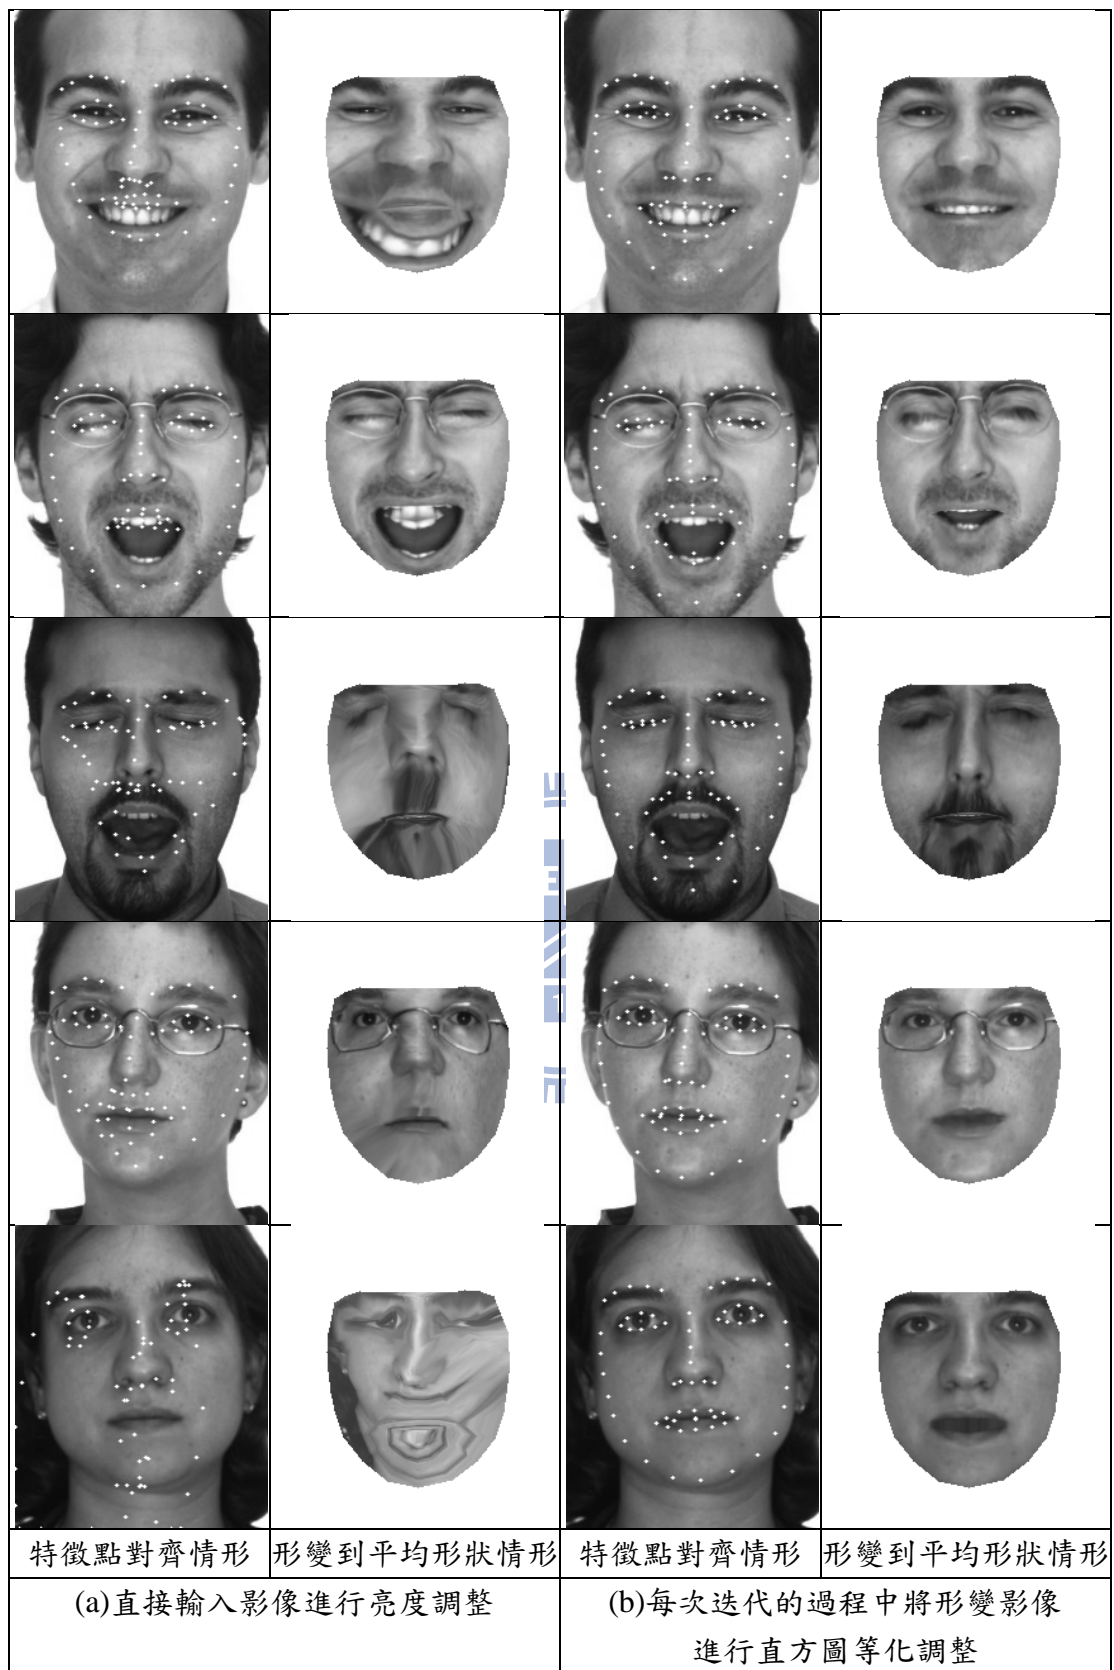 特徵點對齊情形 形變到平均形狀情形 特徵點對齊情形 形變到平均形狀情形
(a)直接輸入影像進行亮度調整
(b)每次迭代的過程中將形變影像
進行直方圖等化調整